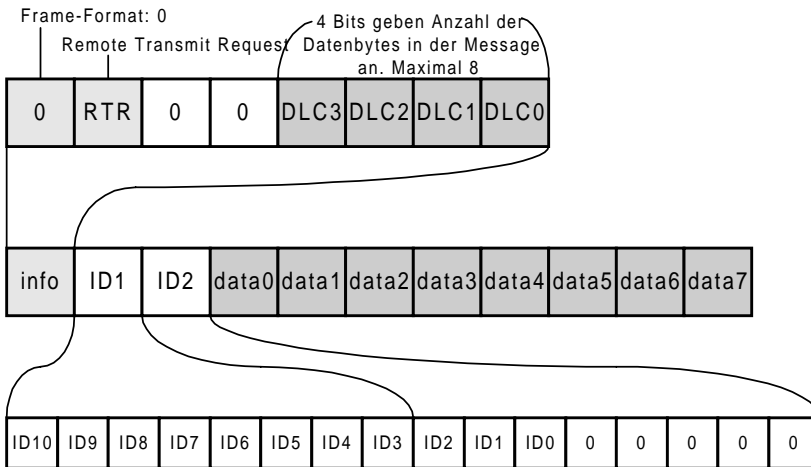 Frame-Format: 0
4 Bits geben Anzahl der
Remote Transmit Request
Datenbytes in der Message
an. Maximal 8
0 RTR 0 0 DLC3 DLC2 DLC1 DLC0
info ID1 ID2 data0 data1 data2 data3 data4 data5 data6 data7
ID10 ID9 ID8 ID7 ID6 ID5 ID4 ID3 ID2 ID1 ID0 0 0 0 0 0